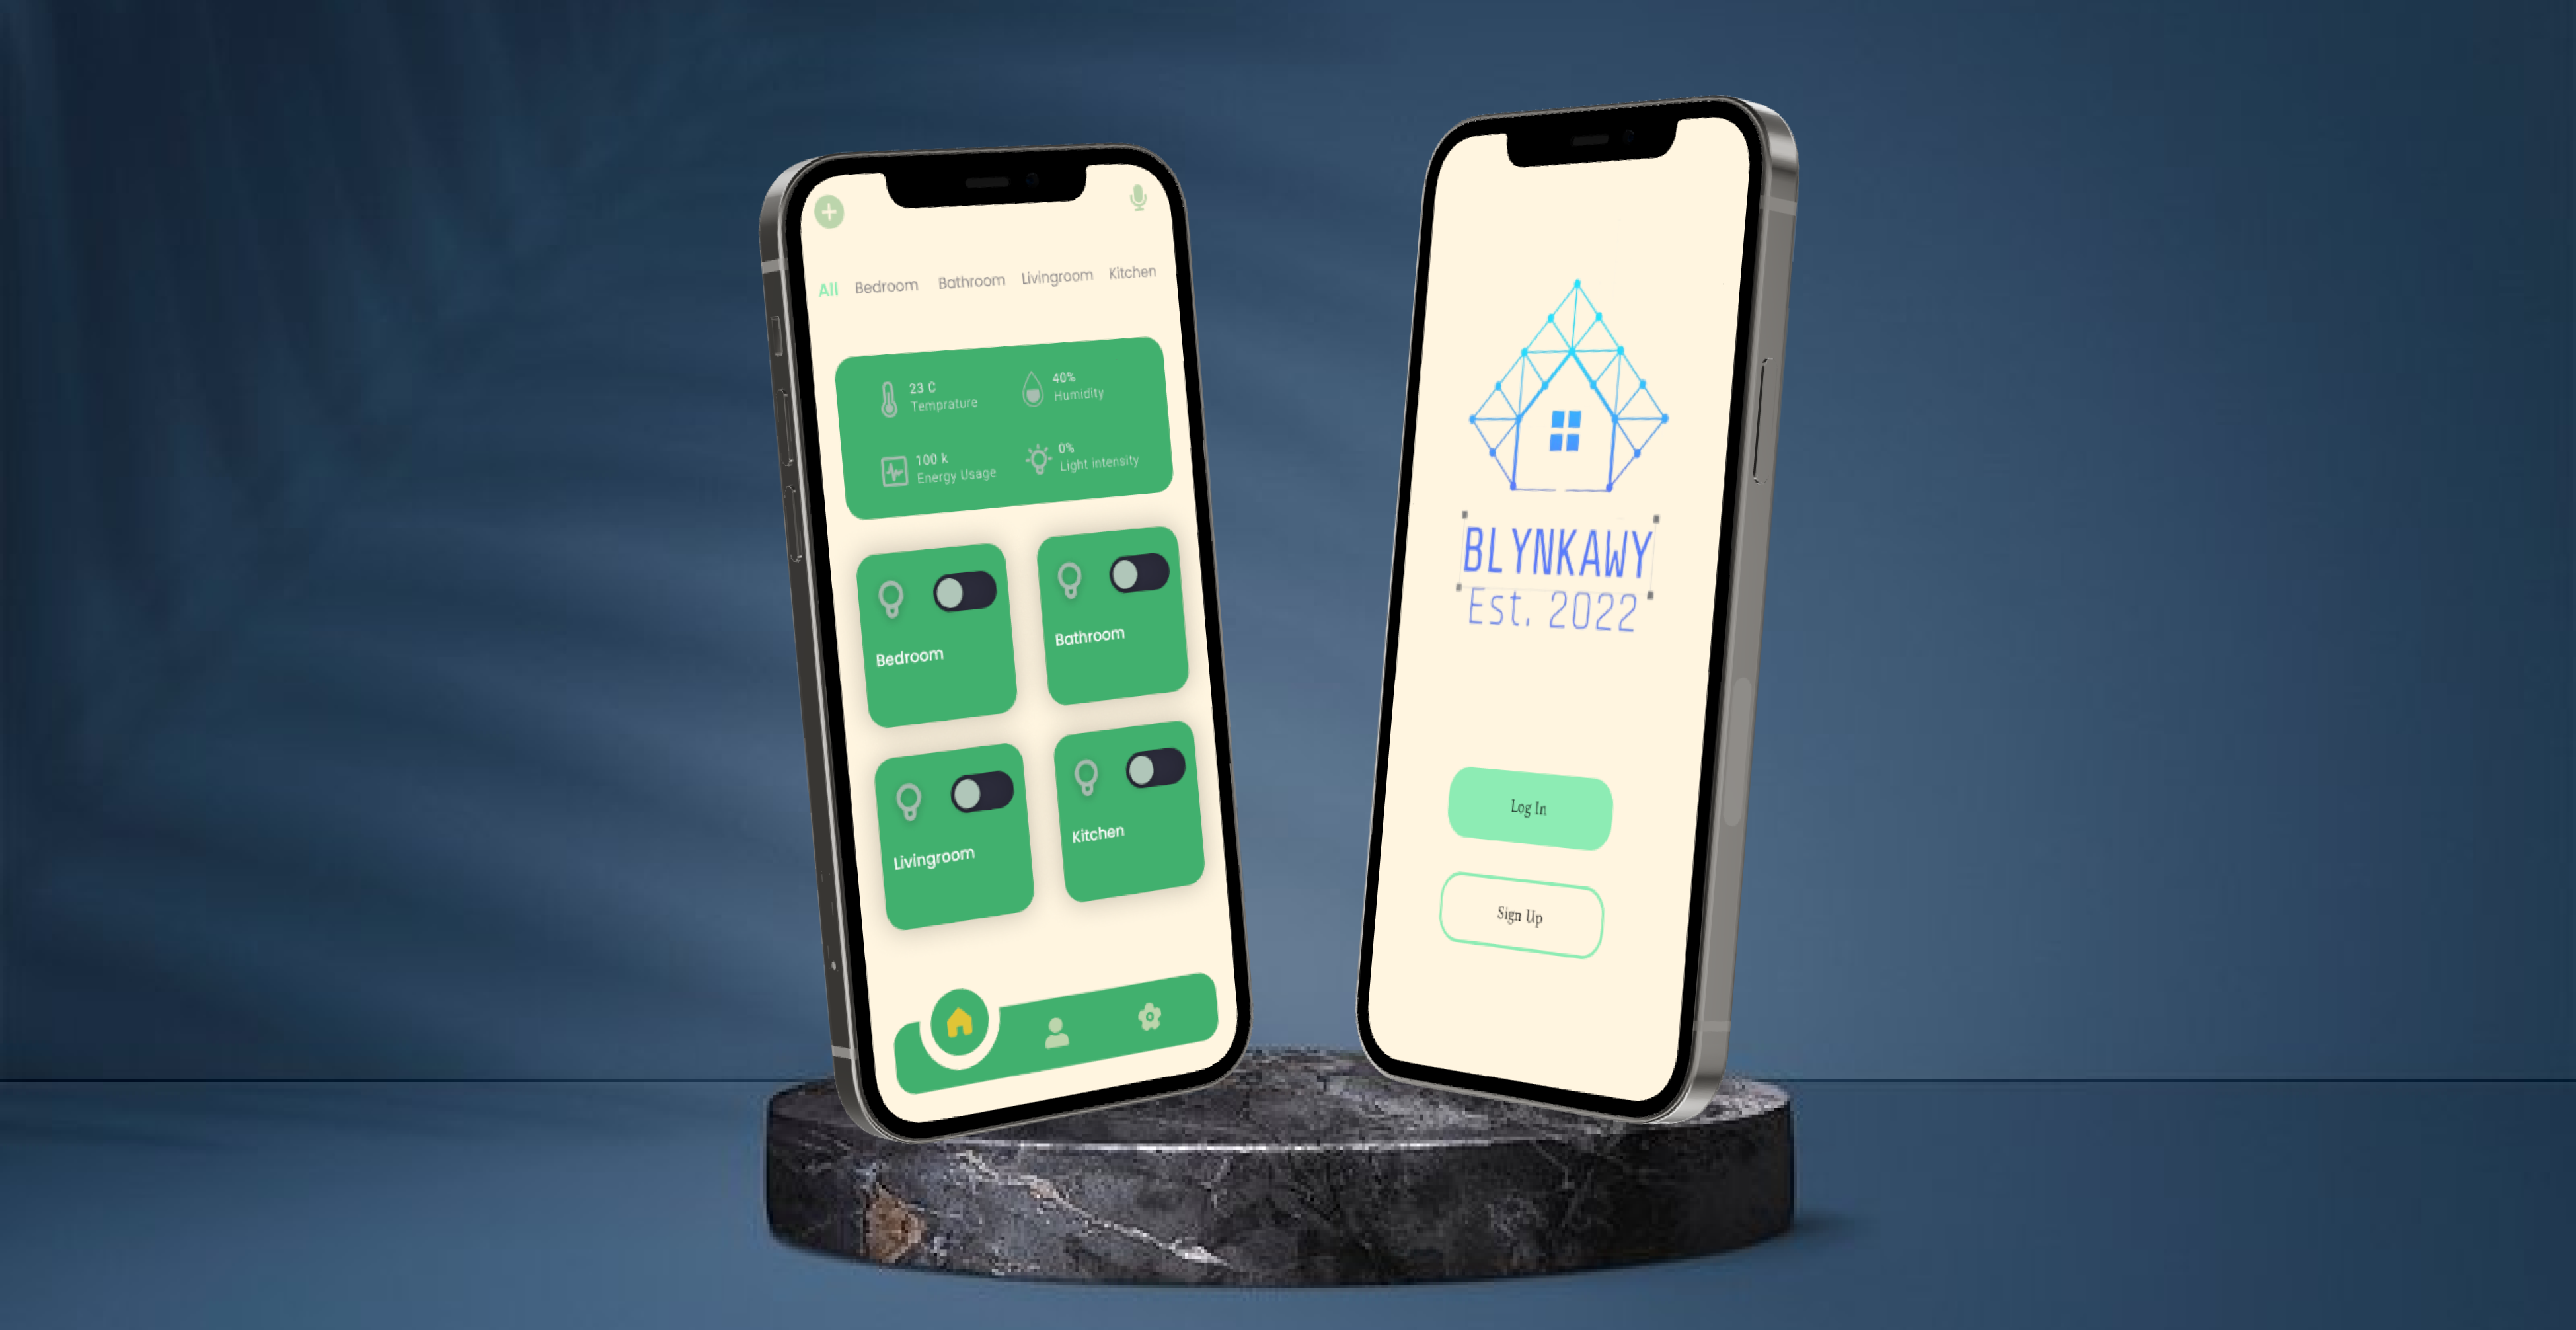 All Bedroom Bathroom Livingroom Kitchen
23 C
Temprature
40%
Humidity
100 k
Energy Usage
0%
Light intensity
Bedroom
Bathroom
Livingroom
Kitchen
BLYNKAWY
Est. 2022
Log In
Sign Up